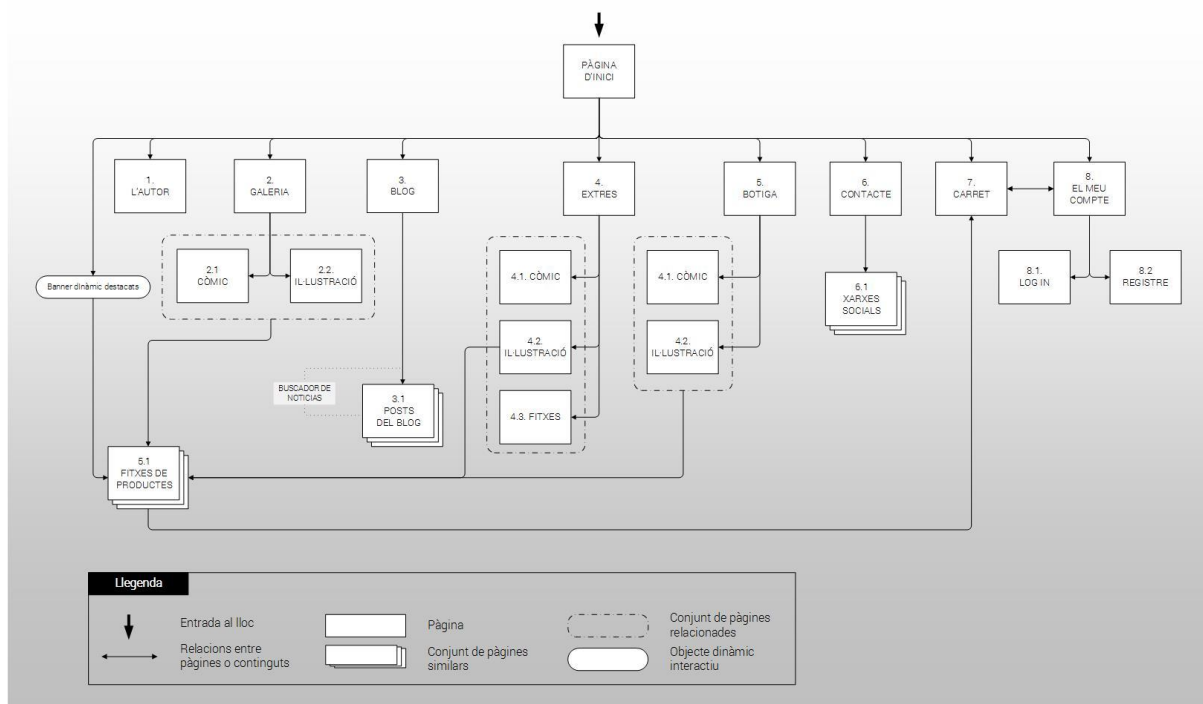 PÀGINA
D'INICI
1.
L'AUTOR
2.
GALERIA
3.
BLOG
4.
EXTRES
5.
BOTIGA
6.
CONTACTE
7.
CARRET
8.
EL MEU
COMPTE
Banner dinàmic destacats
2.1
CÒMIC
2.2.
IL·LUSTRACIÓ
4.1. CÒMIC
4.2.
IL·LUSTRACIÓ
4.3. FITXES
4.1. CÒMIC
4.2.
IL·LUSTRACIÓ
6.1
XARXES
SOCIALS
8.1.
LOG IN
8.2
REGISTRE
BUSCADOR DE
NOTICIAS
3.1
POSTS
DEL BLOG
5.1
FITXES DE
PRODUCTES
Llegenda
Entrada al lloc
Relacions entre
pàgines o continguts
Pàgina
Conjunt de pàgines
similars
Conjunt de pàgines
relacionades
Objecte dinàmic
interactiu